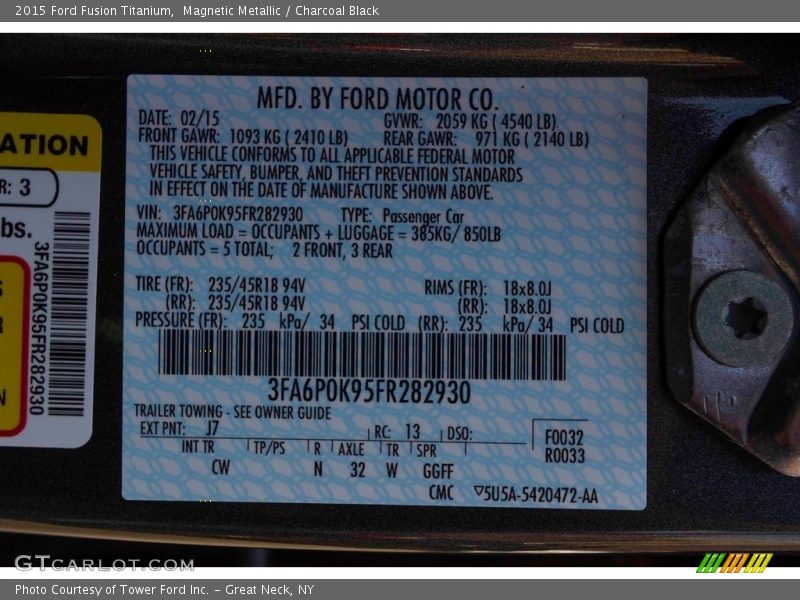 2015 Ford Fusion Titanium, Magnetic Metallic / Charcoal Black
MFD. BY FORD MOTOR CO.
DATE: 02/15 GVWR: 2059 KG ( 4540 LB)
FRONT GAWR: 1093 KG ( 2410 LB) REAR GAWR: 971 KG ( 2140 LB)
THIS VEHICLE CONFORMS TO ALL APPLICABLE FEDERAL MOTOR
VEHICLE SAFETY, BUMPER, AND THEFT PREVENTION STANDARDS
IN EFFECT ON THE DATE OF MANUFACTURE SHOWN ABOVE.
VIN: 3FA6P0K95FR282930 TYPE: Passenger Car
MAXIMUM LOAD = OCCUPANTS + LUGGAGE = 385KG/ 850LB
OCCUPANTS = 5 TOTAL; 2 FRONT, 3 REAR
TIRE (FR): 235/45R18 94V RIMS (FR): 18x8.0J
(RR): 235/45R18 94V (RR): 18x8.0J
PRESSURE (FR): 235 kPa/ 34 PSI COLD (RR): 235 kPa/ 34 PSI COLD
3FA6P0K95FR282930
TRAILER TOWING - SEE OWNER GUIDE
EXT PNT: J7 RC: 13 DSO:
INT TR TP/PS R AXLE TR SPR
CW N 32 W GGFF
F0032
R0033
CMC ▽5U5A-5420472-AA
ATION
R: 3
bs.
3FA6P0K95FR282930
S
R
N
GTCARLOT.COM
Photo Courtesy of Tower Ford Inc. – Great Neck, NY